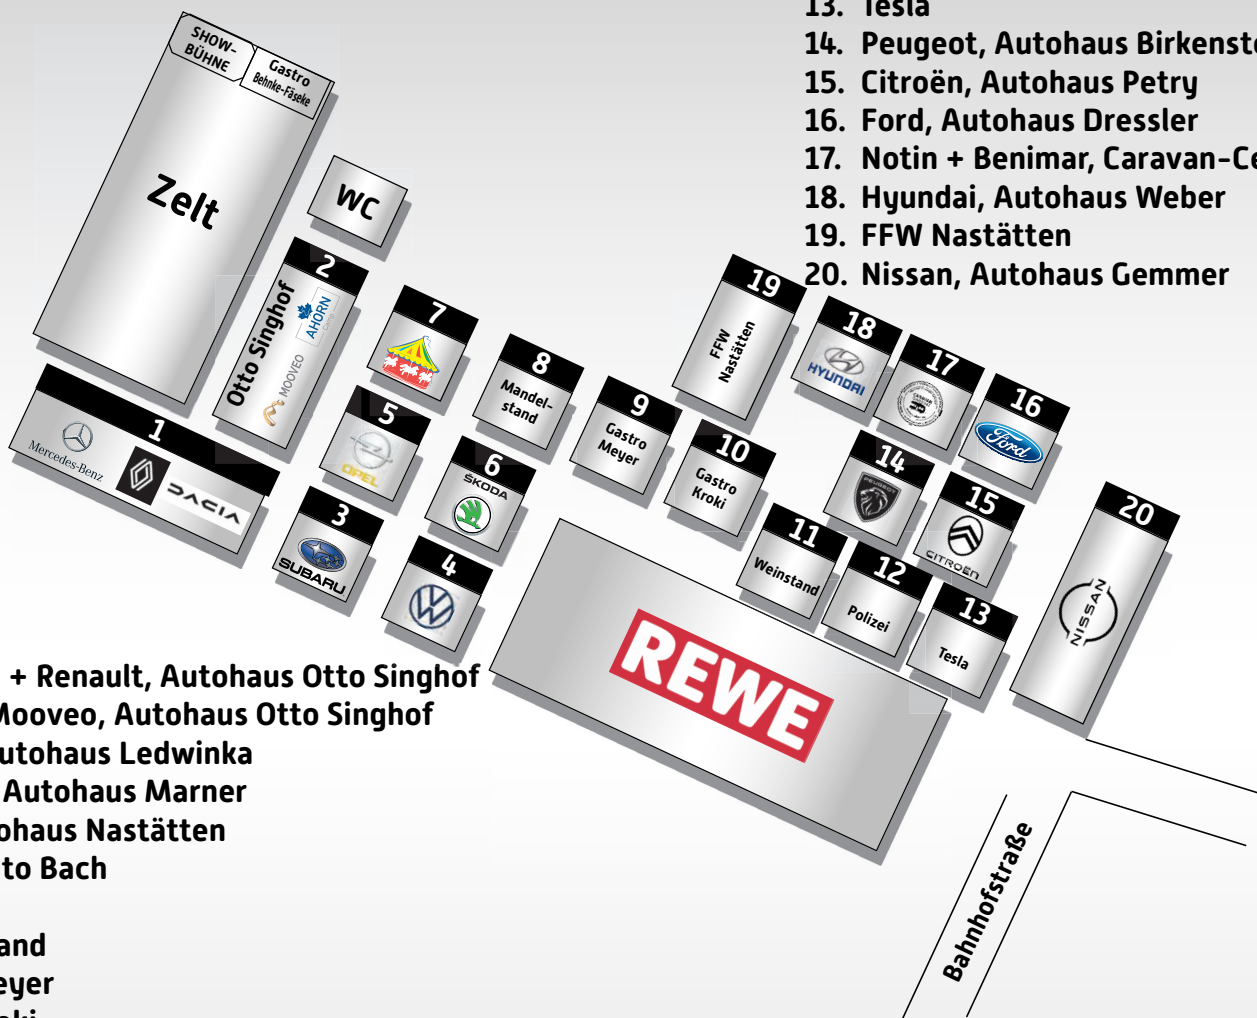 13. Tesla
14. Peugeot, Autohaus Birkenst
15. Citroën, Autohaus Petry
16. Ford, Autohaus Dressler
17. Notin + Benimar, Caravan-Ce
18. Hyundai, Autohaus Weber
19. FFW Nastätten
20. Nissan, Autohaus Gemmer
SHOW-
BÜHNE
Gastro
Behnke-Fäseke
Zelt
WC
2
Otto Singhof
AHORN
MOOVEO
1
Mercedes-Benz
DACIA
7
8
Mandel-
stand
5
OPEL
6
ŠKODA
3
SUBARU
4
9
Gastro
Meyer
10
Gastro
Kroki
19
FFW
Nastätten
18
HYUNDAI
17
16
Ford
14
PEUGEOT
15
CITROËN
11
Weinstand
12
Polizei
13
Tesla
20
NISSAN
REWE
Bahnhofstraße
+ Renault, Autohaus Otto Singhof
Mooveo, Autohaus Otto Singhof
utohaus Ledwinka
Autohaus Marner
ohaus Nastätten
to Bach
and
eyer
oki